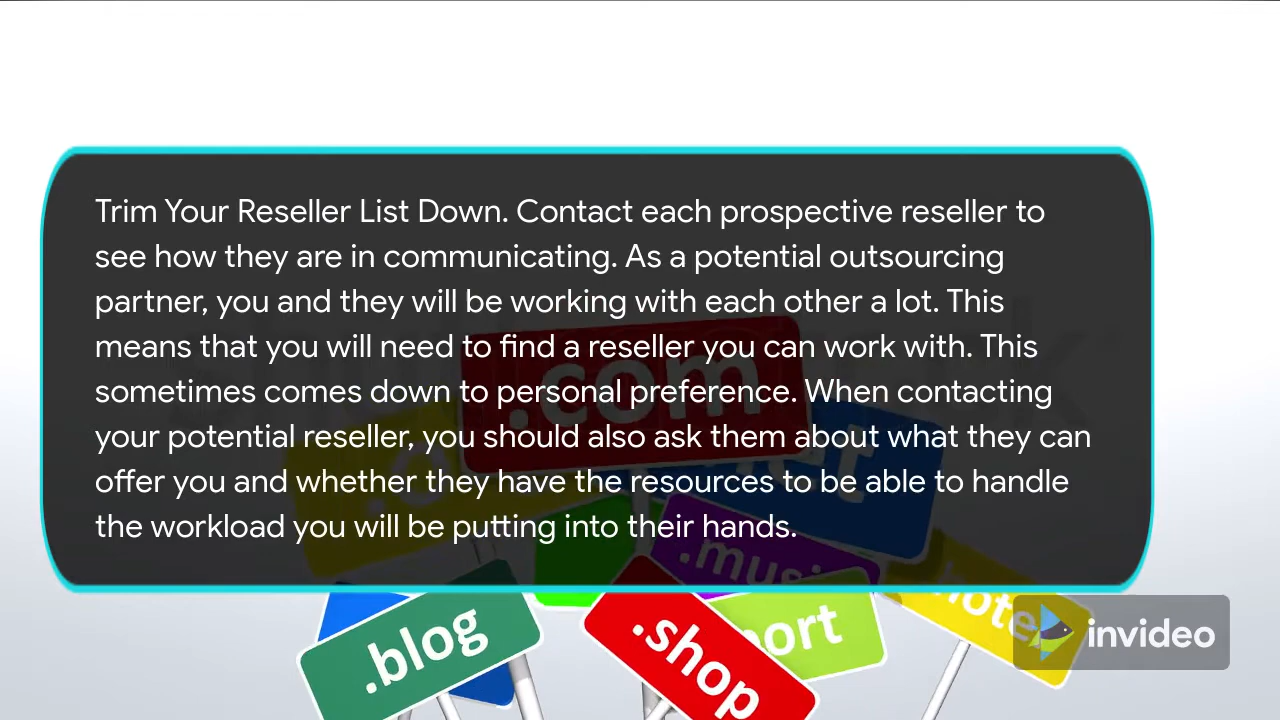 Trim Your Reseller List Down. Contact each prospective reseller to
see how they are in communicating. As a potential outsourcing
partner, you and they will be working with each other a lot. This
means that you will need to find a reseller you can work with. This
sometimes comes down to personal preference. When contacting
your potential reseller, you should also ask them about what they can
offer you and whether they have the resources to be able to handle
the workload you will be putting into their hands.
.com
.music
.blog
.shop
invideo